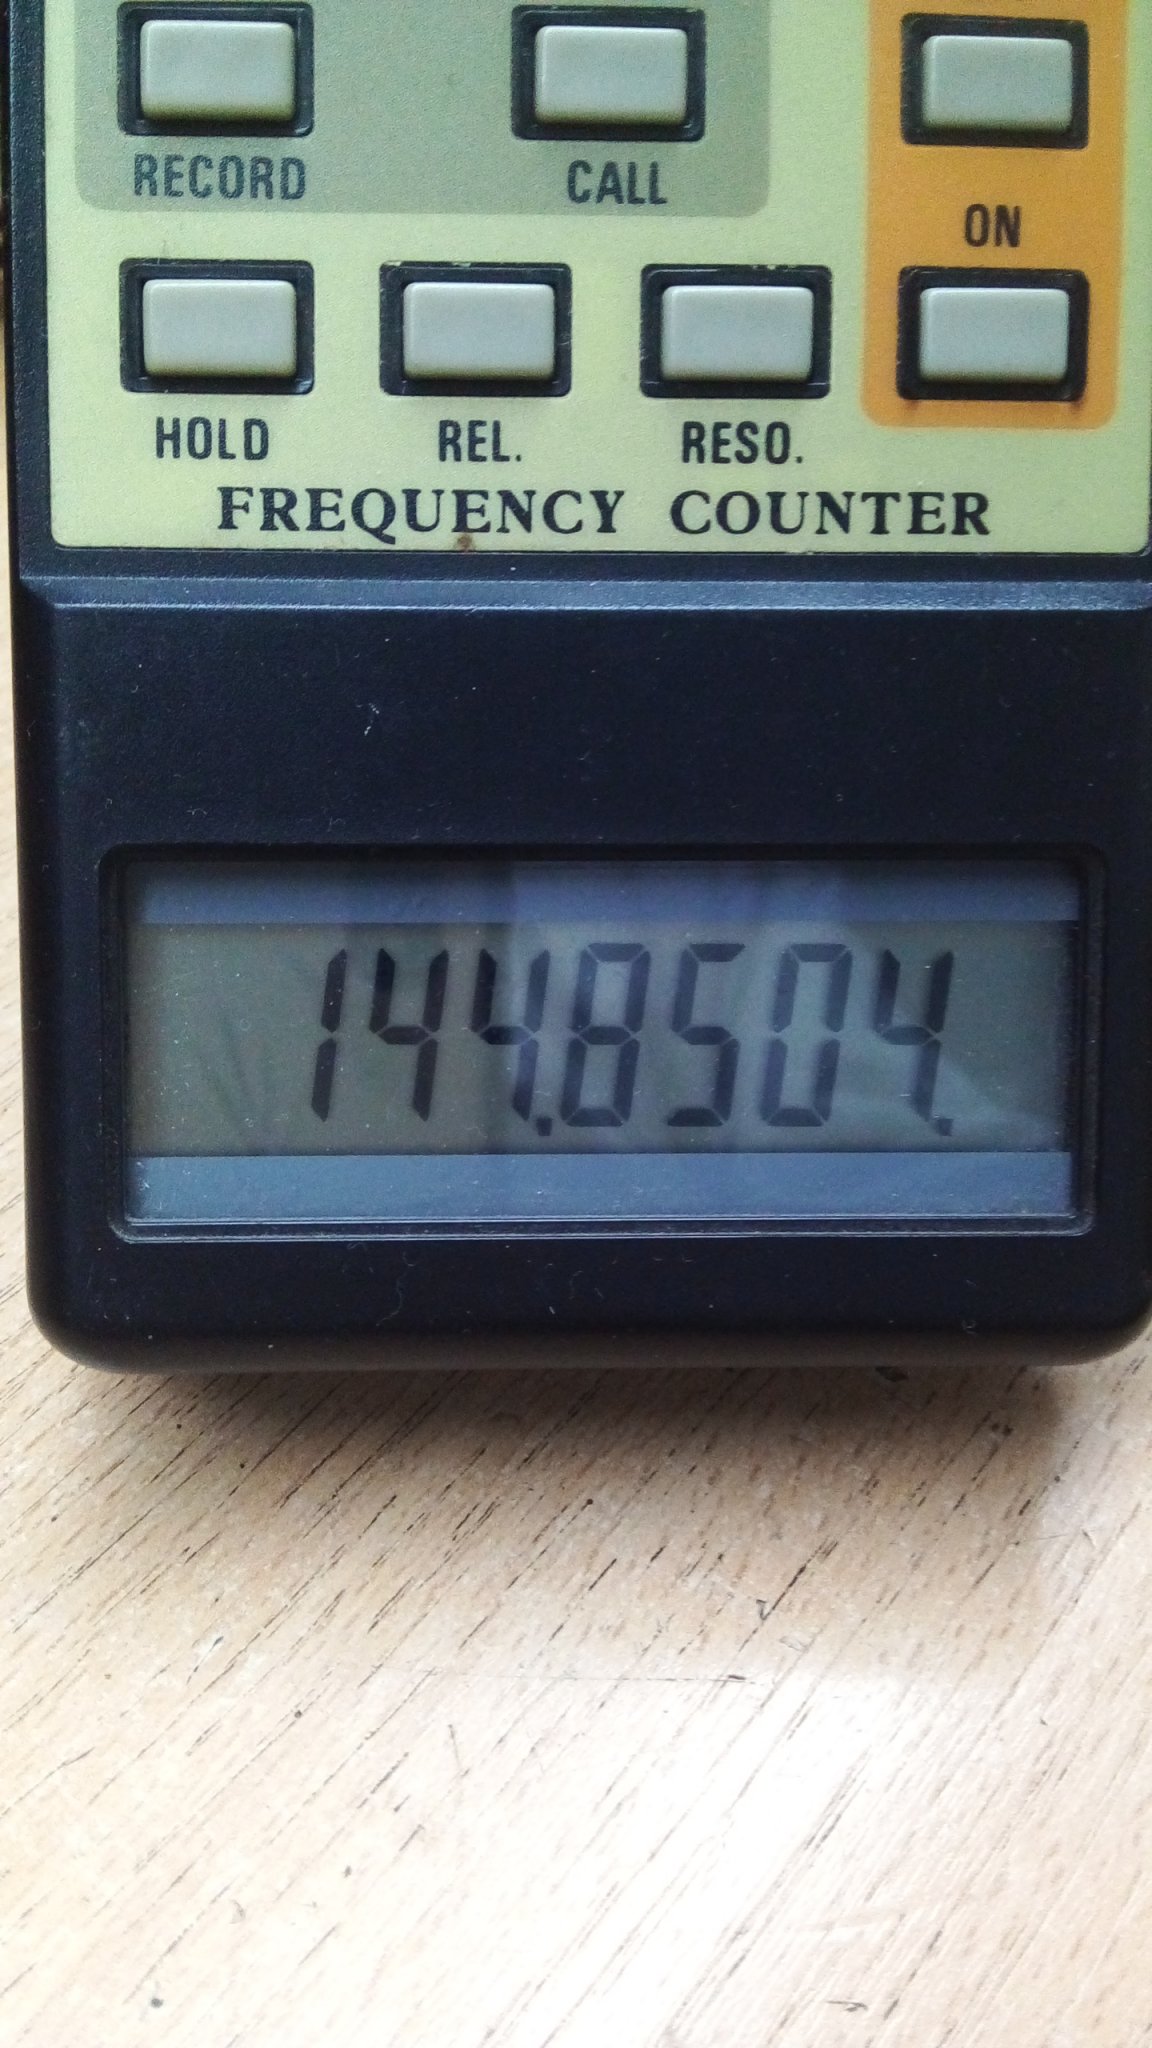 RECORD CALL
ON
HOLD REL. RESO.
FREQUENCY COUNTER
144.8504.